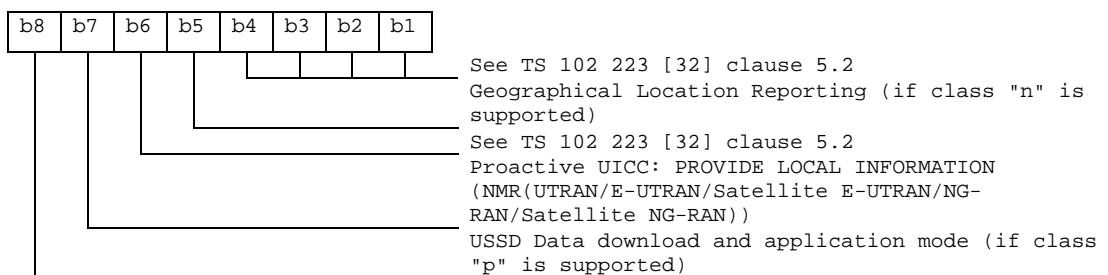 b8 b7 b6 b5 b4 b3 b2 b1
See TS 102 223 [32] clause 5.2
Geographical Location Reporting (if class "n" is
supported)
See TS 102 223 [32] clause 5.2
Proactive UICC: PROVIDE LOCAL INFORMATION
(NMR(UTRAN/E-UTRAN/Satellite E-UTRAN/NG-
RAN/Satellite NG-RAN))
USSD Data download and application mode (if class
"p" is supported)